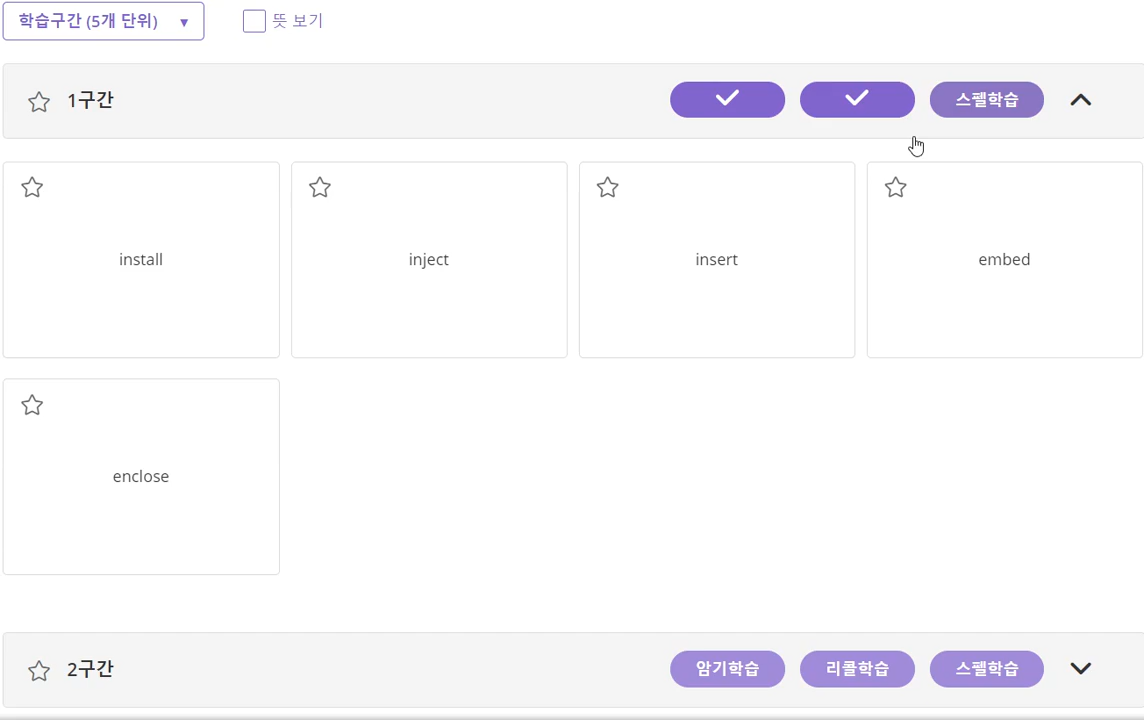 학습구간 (5개 단위) ▼
뜻 보기
1구간
스펠학습
install
inject
insert
embed
enclose
2구간
암기학습
리콜학습
스펠학습